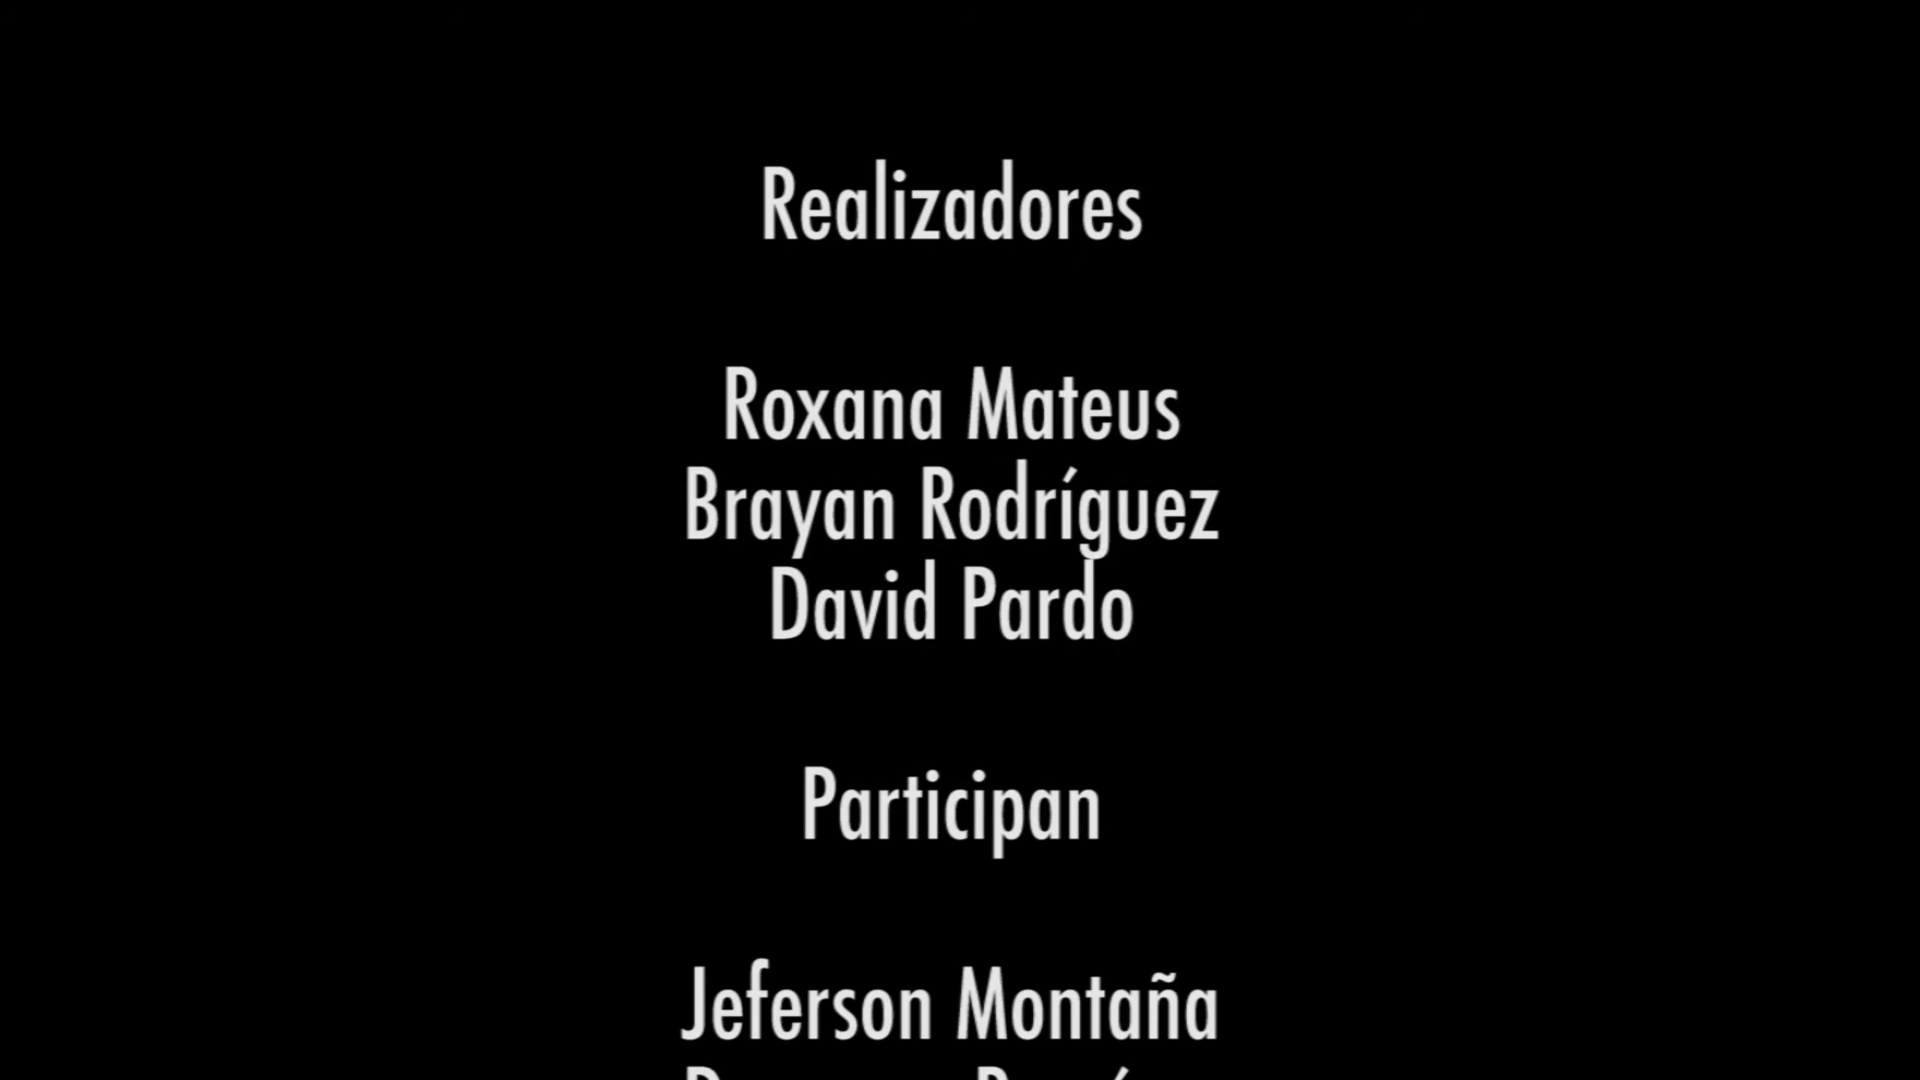 Realizadores
Roxana Mateus
Brayan Rodríguez
David Pardo
Participan
Jeferson Montaña